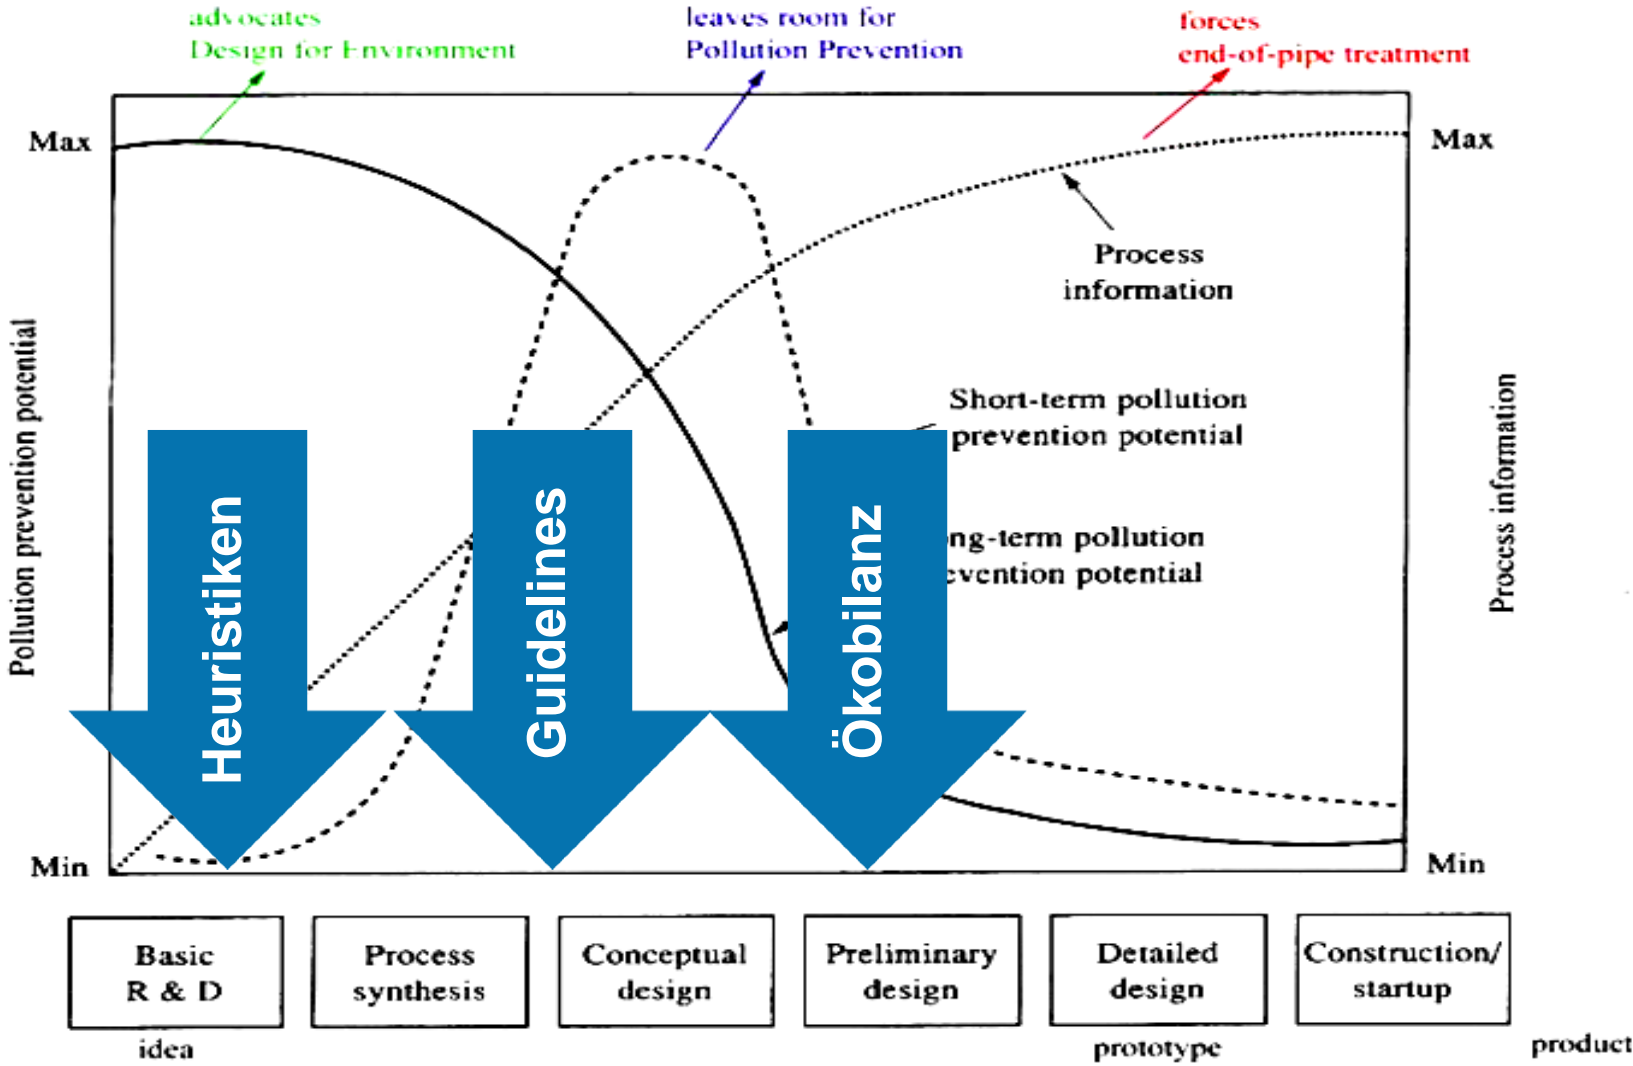 advocates
Design for Environment
leaves room for
Pollution Prevention
forces
end-of-pipe treatment
Max
Max
Process
information
Short-term pollution
prevention potential
ong-term pollution
evention potential
Pollution prevention potential
Process information
Heuristiken
Guidelines
Ökobilanz
Min
Min
Basic
R & D
Process
synthesis
Conceptual
design
Preliminary
design
Detailed
design
Construction/
startup
idea
prototype
product